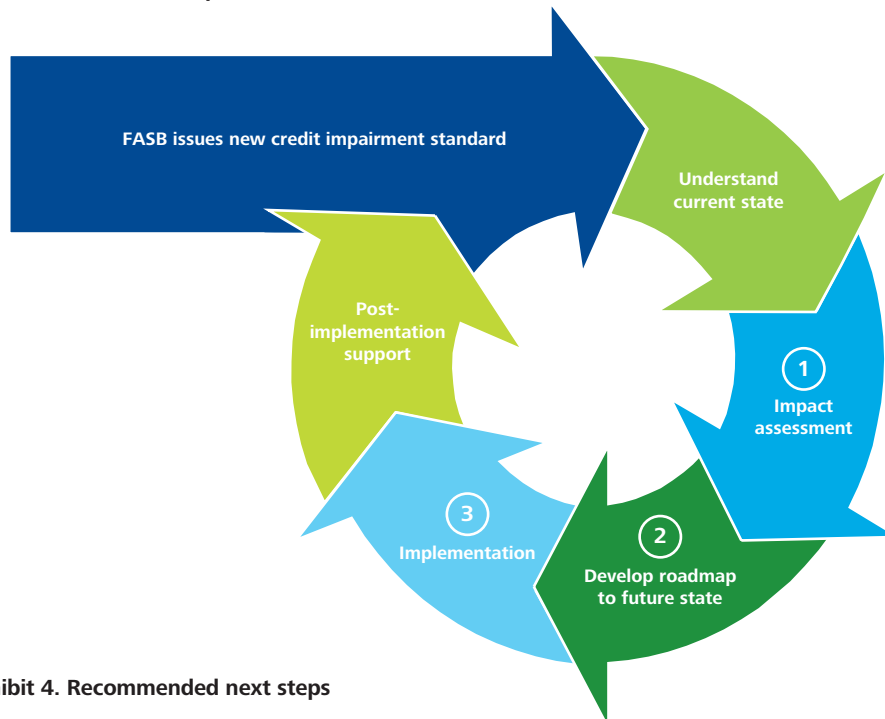 FASB issues new credit impairment standard
Understand
current state
1
Impact
assessment
2
Develop roadmap
to future state
3
Implementation
Post-
implementation
support
ibit 4. Recommended next steps